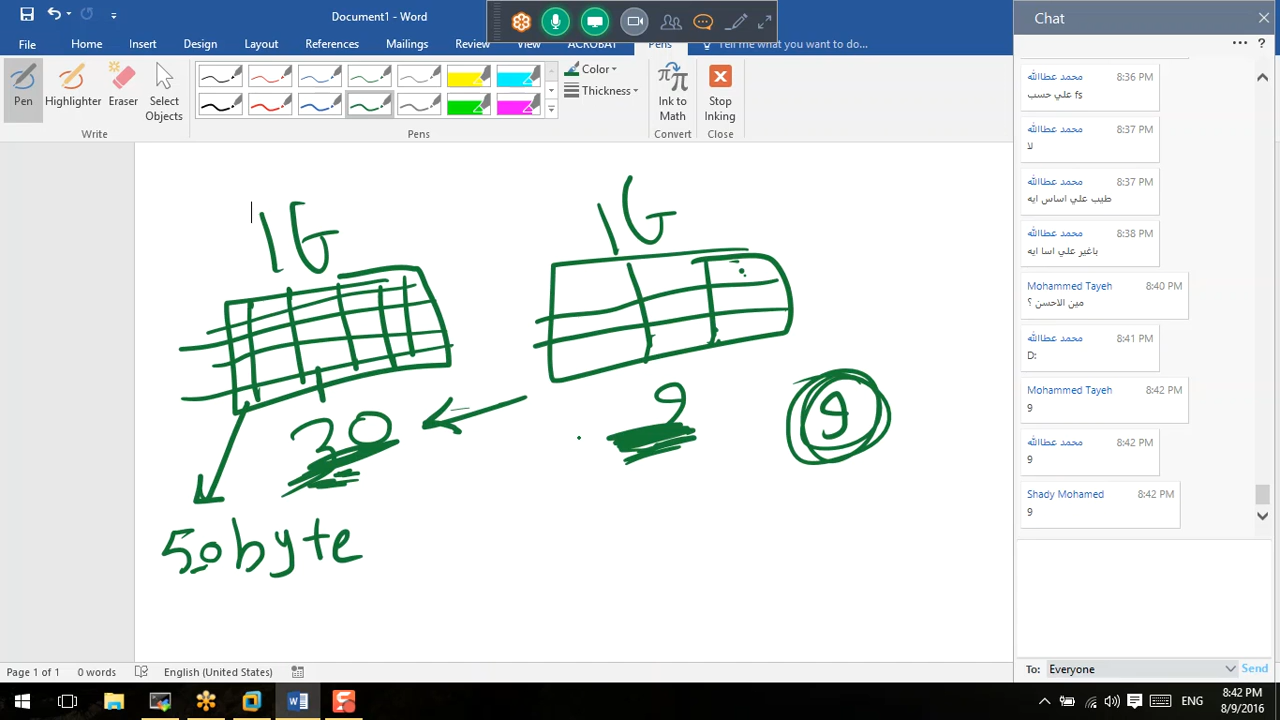 Document1 - Word
File
Home
Insert
Design
Layout
References
Mailings
Review
View
ACROBAT
Pens
Tell me what you want to do...
Pen
Highlighter
Eraser
Select Objects
Color
Thickness
Ink to Math
Stop Inking
Write
Pens
Convert
Close
1G
1G
30
9
9
50 byte
Chat
محمد عطاالله 8:36 PM
علي حسب fs
محمد عطاالله 8:37 PM
لا
محمد عطاالله 8:37 PM
طيب علي اساس ايه
محمد عطاالله 8:38 PM
باغير علي اسا ايه
Mohammed Tayeh 8:40 PM
مين الاحسن ؟
محمد عطاالله 8:41 PM
D:
Mohammed Tayeh 8:42 PM
9
محمد عطاالله 8:42 PM
9
Shady Mohamed 8:42 PM
9
To: Everyone Send
Page 1 of 1 0 words English (United States)
ENG 8:42 PM
8/9/2016